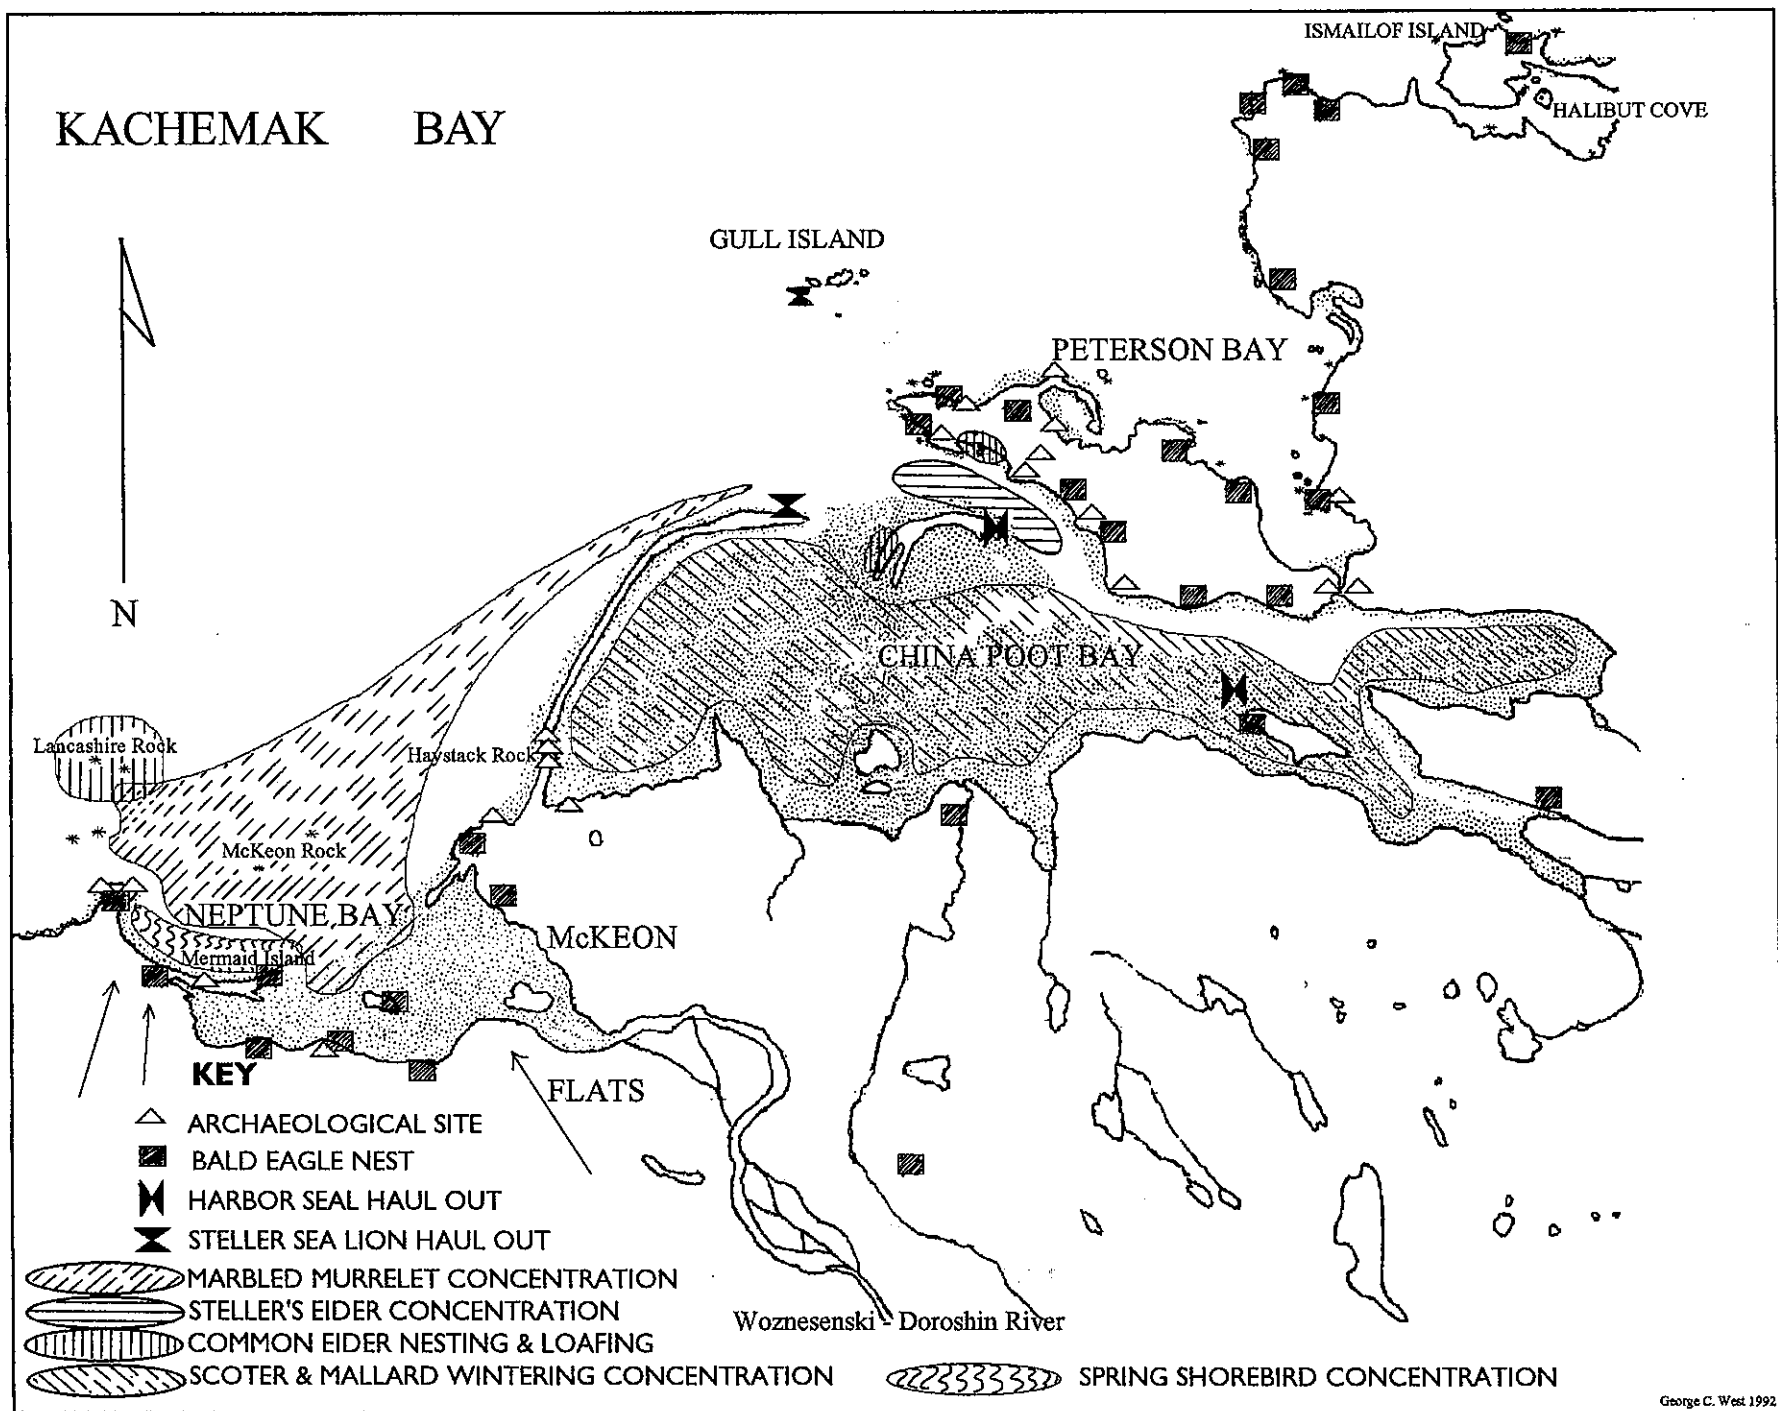 ISMAILOF ISLAND
HALIBUT COVE
KACHEMAK BAY
GULL ISLAND
PETERSON BAY
N
CHINA POOT BAY
Lancashire Rock
Haystack Rock
McKeon Rock
NEPTUNE BAY
McKEON
Mermaid Island
KEY
FLATS
ARCHAEOLOGICAL SITE
BALD EAGLE NEST
HARBOR SEAL HAUL OUT
STELLER SEA LION HAUL OUT
MARBLED MURRELET CONCENTRATION
STELLER'S EIDER CONCENTRATION
Woznesenski - Doroshin River
COMMON EIDER NESTING & LOAFING
SCOTER & MALLARD WINTERING CONCENTRATION
SPRING SHOREBIRD CONCENTRATION
George C. West 1992